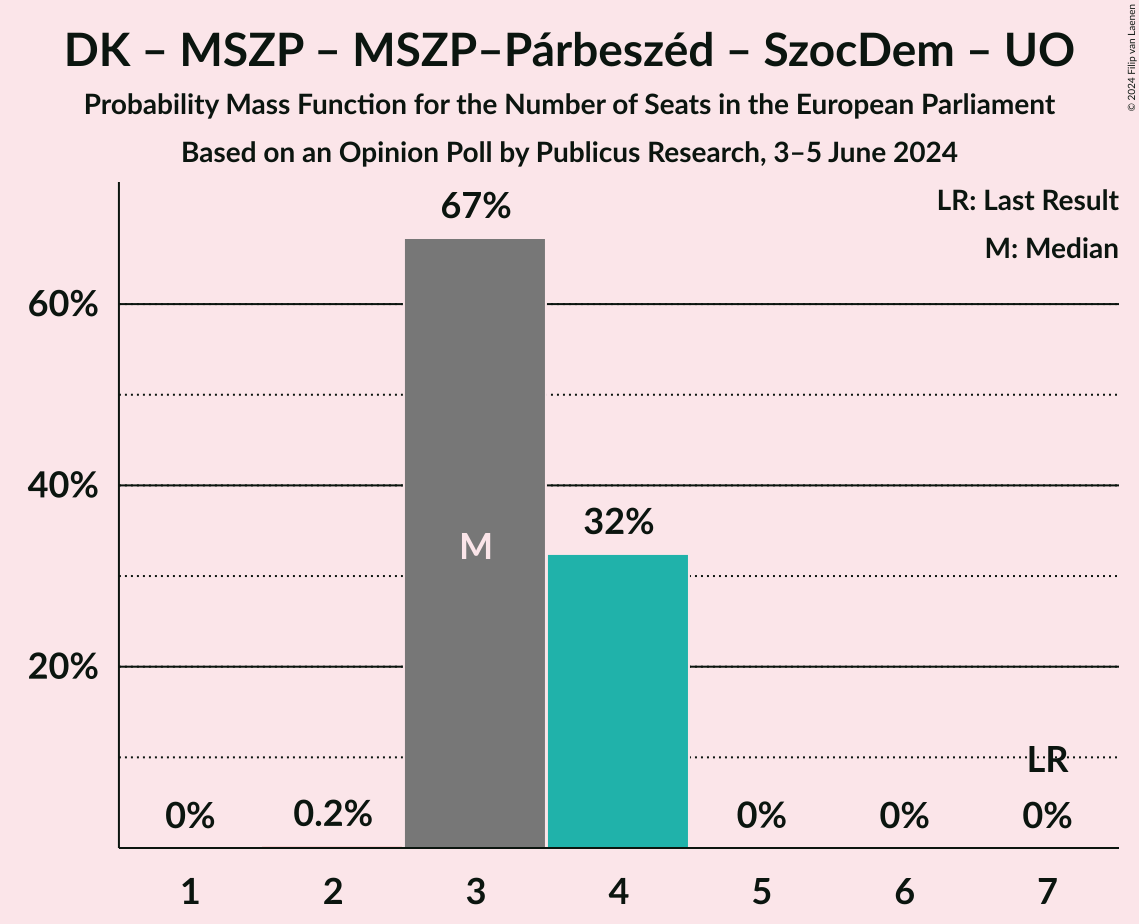 DK – MSZP – MSZP–Párbeszéd – SzocDem – UO
Probability Mass Function for the Number of Seats in the European Parliament
Based on an Opinion Poll by Publicus Research, 3–5 June 2024
© 2024 Filip van Laenen
LR: Last Result
M: Median
67%
60%
40%
32%
M
20%
LR
0%
0.2%
0%
0%
0%
1
2
3
4
5
6
7